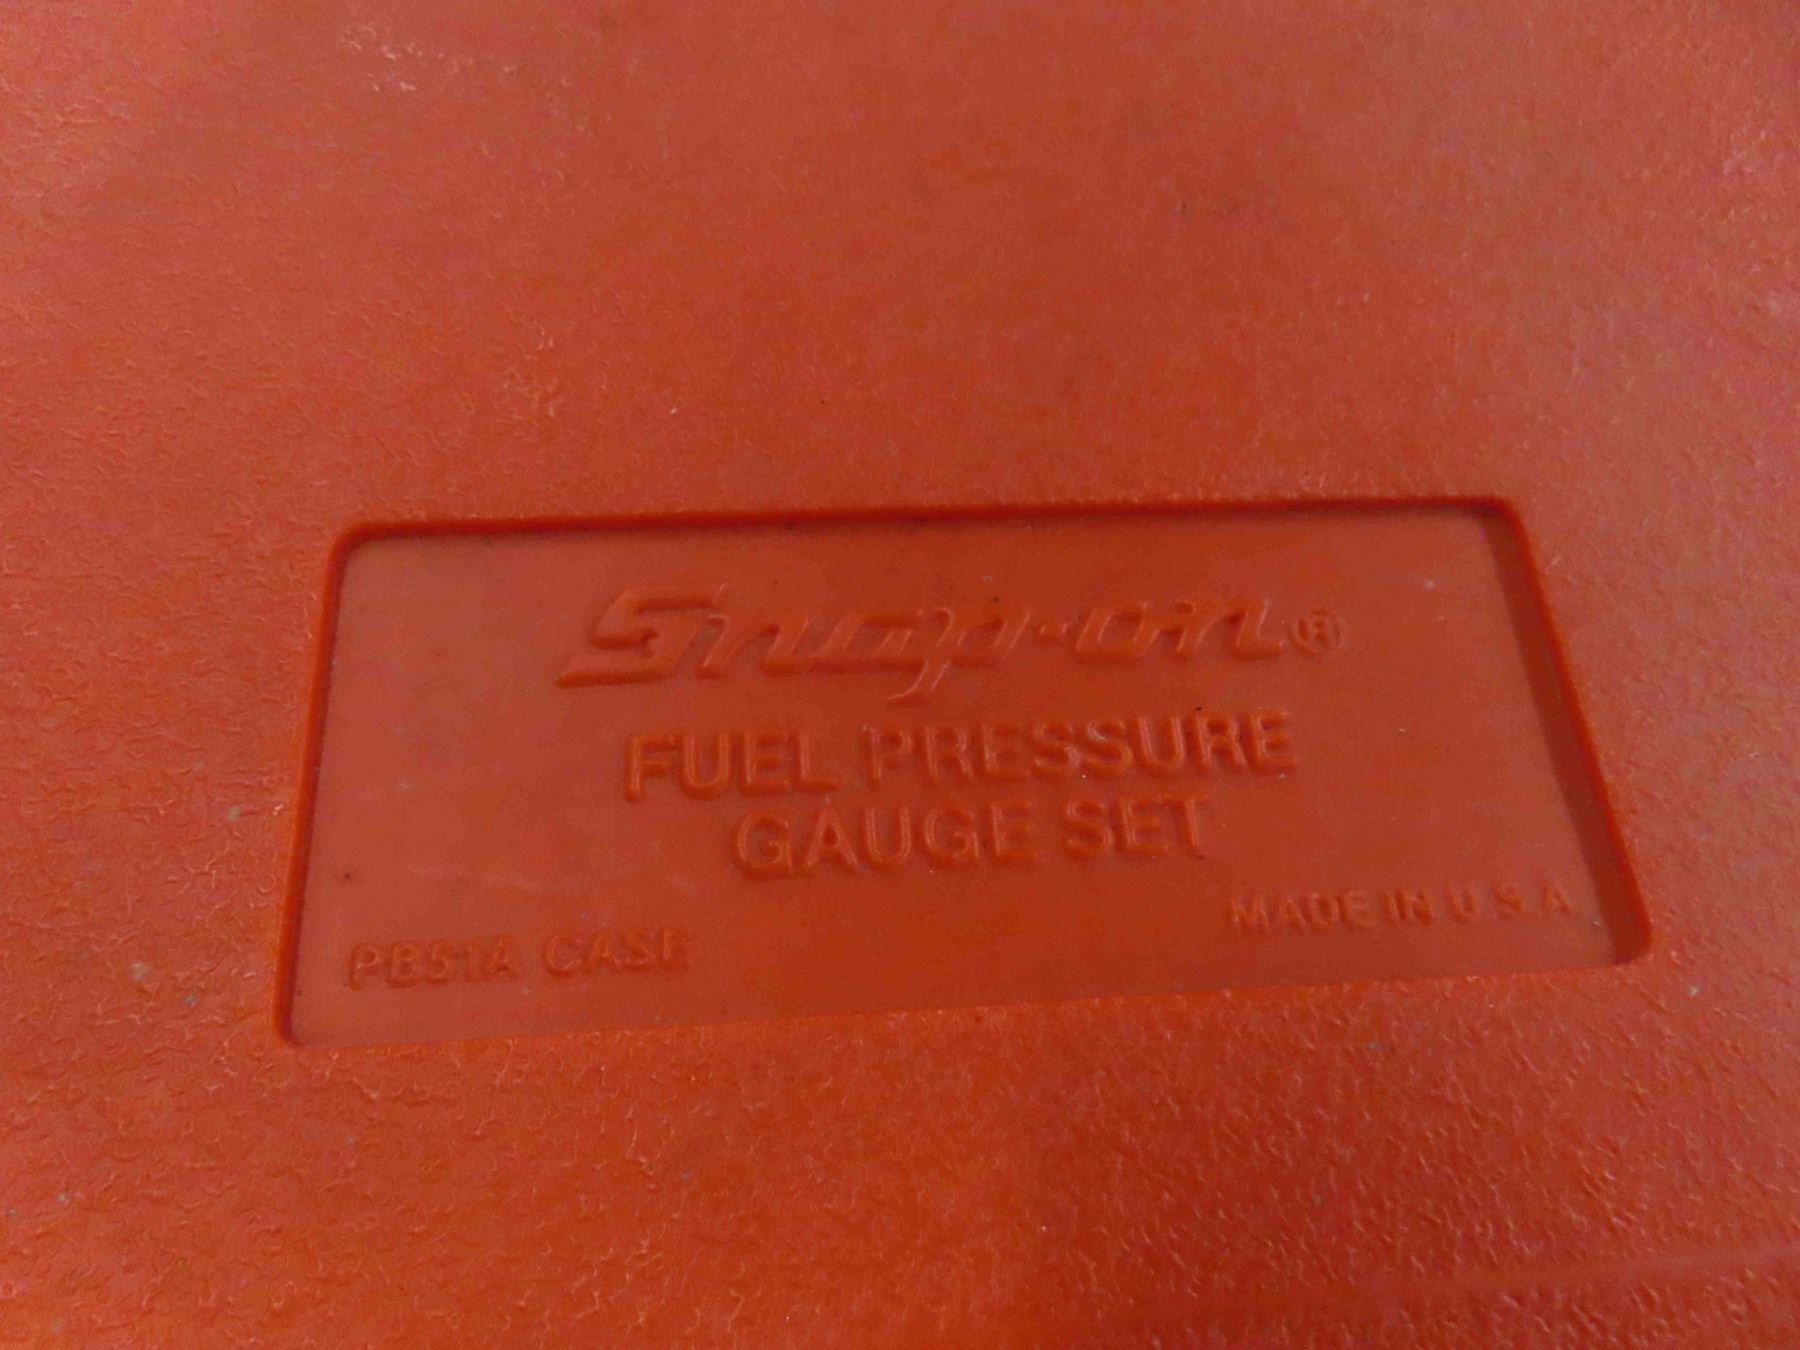 Snap-on®
FUEL PRESSURE
GAUGE SET
PB51A CASE
MADE IN U.S.A.